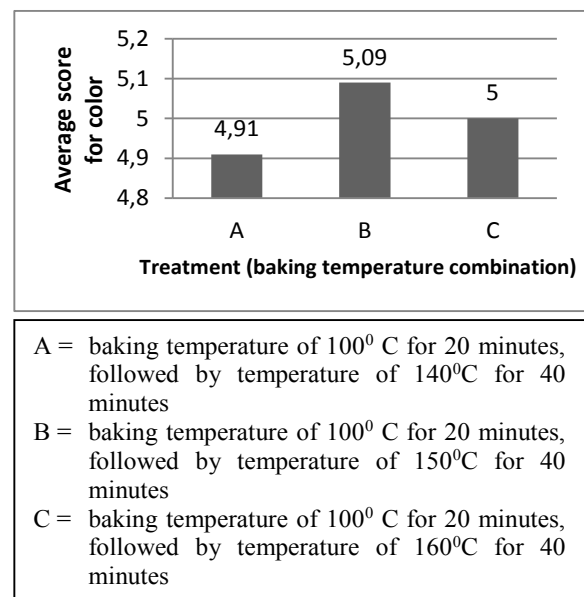 Average score
for color
5,2
5,1
5
4,9
4,8
4,91
5,09
5
A
B
C
Treatment (baking temperature combination)
A = baking temperature of 100⁰ C for 20 minutes,
followed by temperature of 140⁰C for 40
minutes
B = baking temperature of 100⁰ C for 20 minutes,
followed by temperature of 150⁰C for 40
minutes
C = baking temperature of 100⁰ C for 20 minutes,
followed by temperature of 160⁰C for 40
minutes